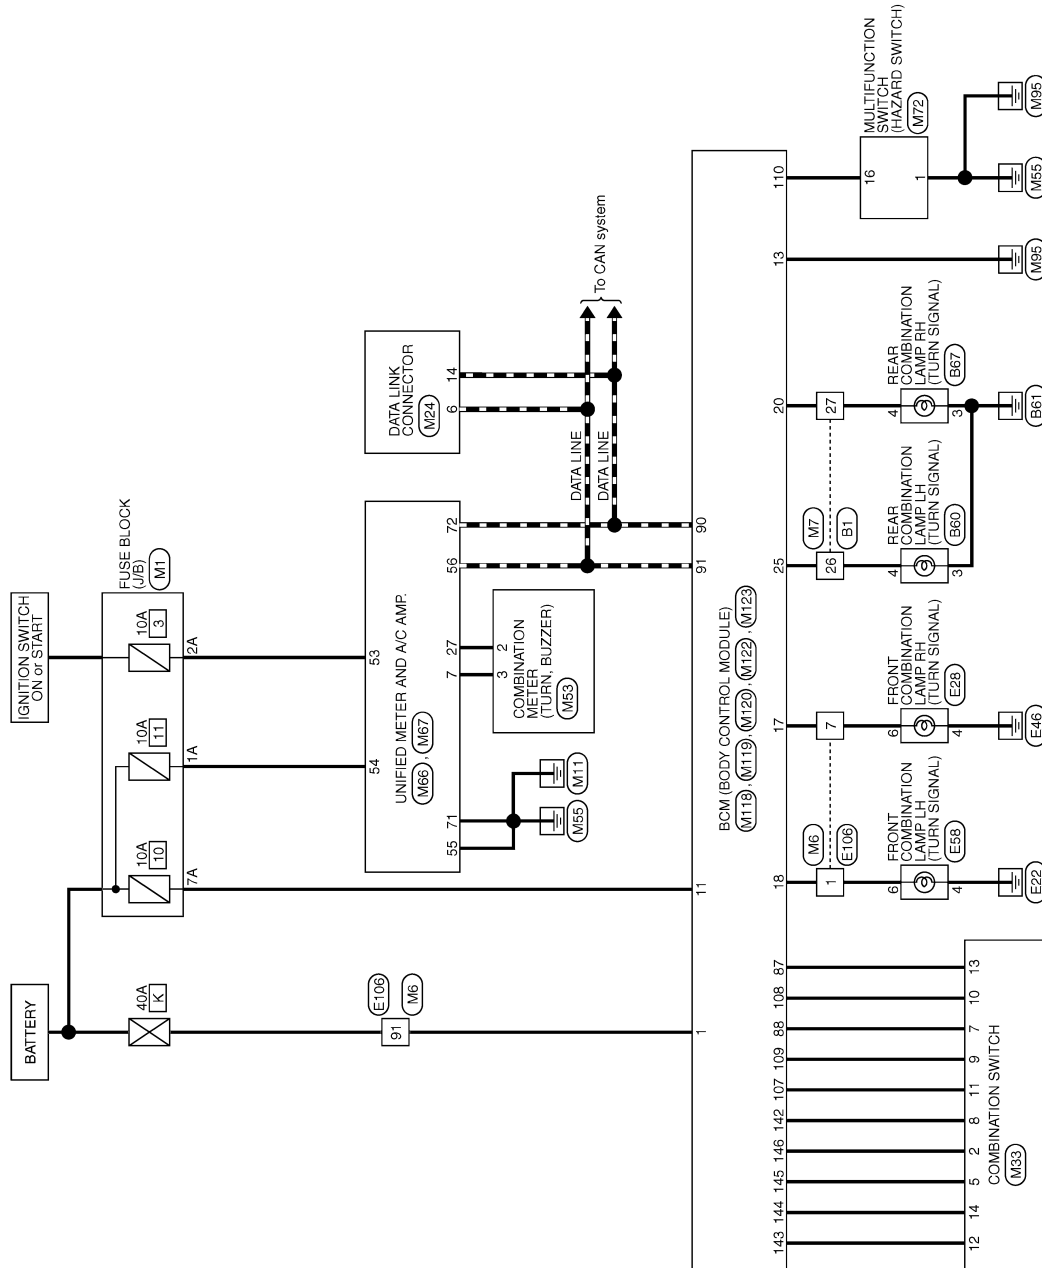 IGNITION SWITCH
ON or START
BATTERY
FUSE BLOCK
(J/B)
M1
10A
3
10A
11
10A
10
40A
K
2A
1A
7A
E106
M6
91
53
54
UNIFIED METER AND A/C AMP.
M66 , M67
72
56
27
7
71
55
DATA LINK
CONNECTOR
M24
14
6
DATA LINE
DATA LINE
To CAN system
2
3
COMBINATION
METER
(TURN, BUZZER)
M53
M11
M55
90
91
11
1
BCM (BODY CONTROL MODULE)
M118 , M119 , M120 , M122 , M123
110
13
20
25
17
18
87
108
88
109
107
142
146
145
144
143
16
1
MULTIFUNCTION
SWITCH
(HAZARD SWITCH)
M72
M95
M55
M95
27
4
REAR
COMBINATION
LAMP RH
(TURN SIGNAL)
B67
3
B61
M7
B1
26
4
REAR
COMBINATION
LAMP LH
(TURN SIGNAL)
B60
3
7
6
FRONT
COMBINATION
LAMP RH
(TURN SIGNAL)
E28
4
E46
M6
E106
1
6
FRONT
COMBINATION
LAMP LH
(TURN SIGNAL)
E58
4
E22
13
10
7
9
11
8
2
5
14
12
COMBINATION SWITCH
M33